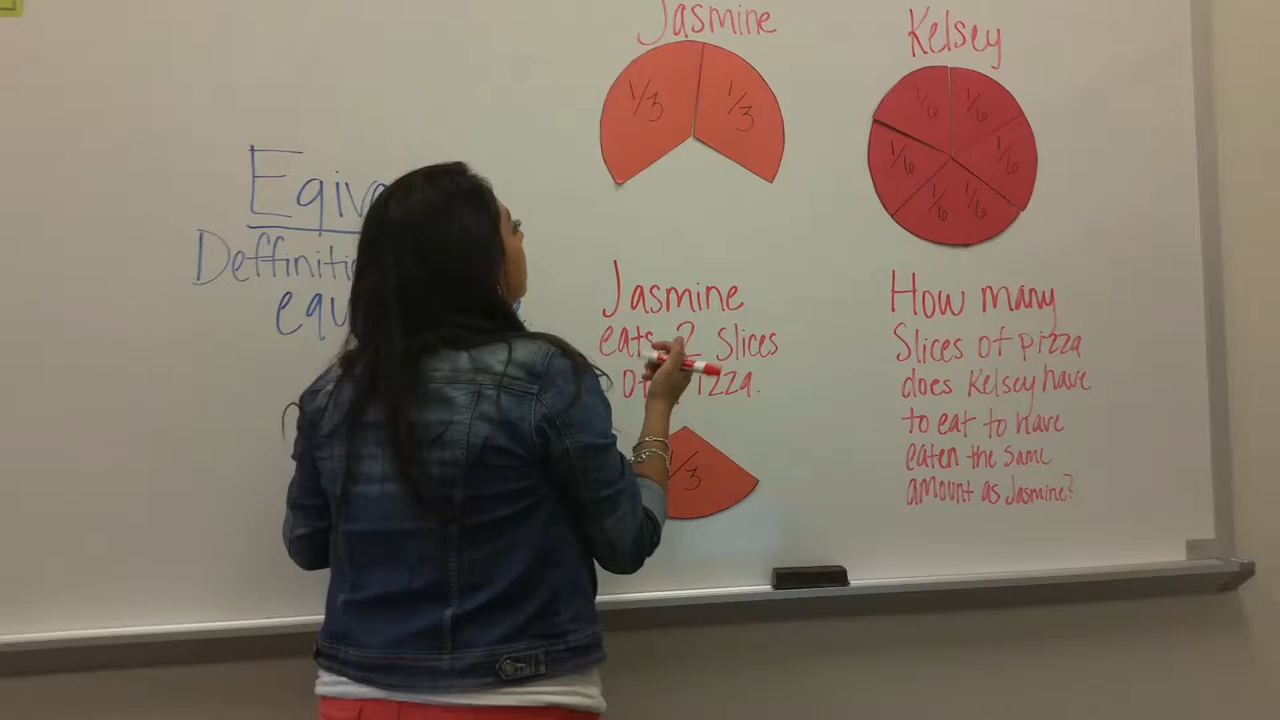 Jasmine
1/3 1/3
Kelsey
1/6 1/6
1/6 1/6
1/6 1/6
Deffiniti
equ
Jasmine
eats 2 Slices
of pizza.
1/3
How many
Slices of pizza
does Kelsey have
to eat to have
eaten the same
amount as Jasmine?